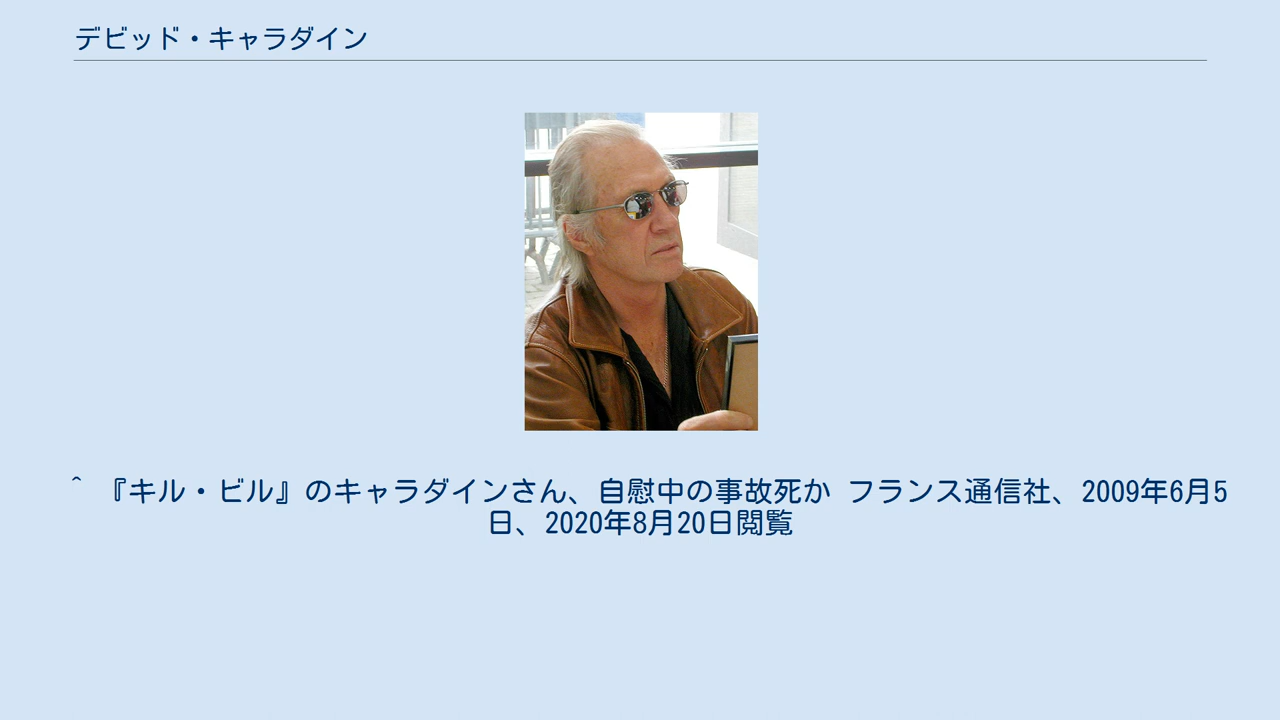 デビッド・キャラダイン
^ 『キル・ビル』のキャラダインさん、自慰中の事故死か フランス通信社、2009年6月5
日、2020年8月20日閲覧